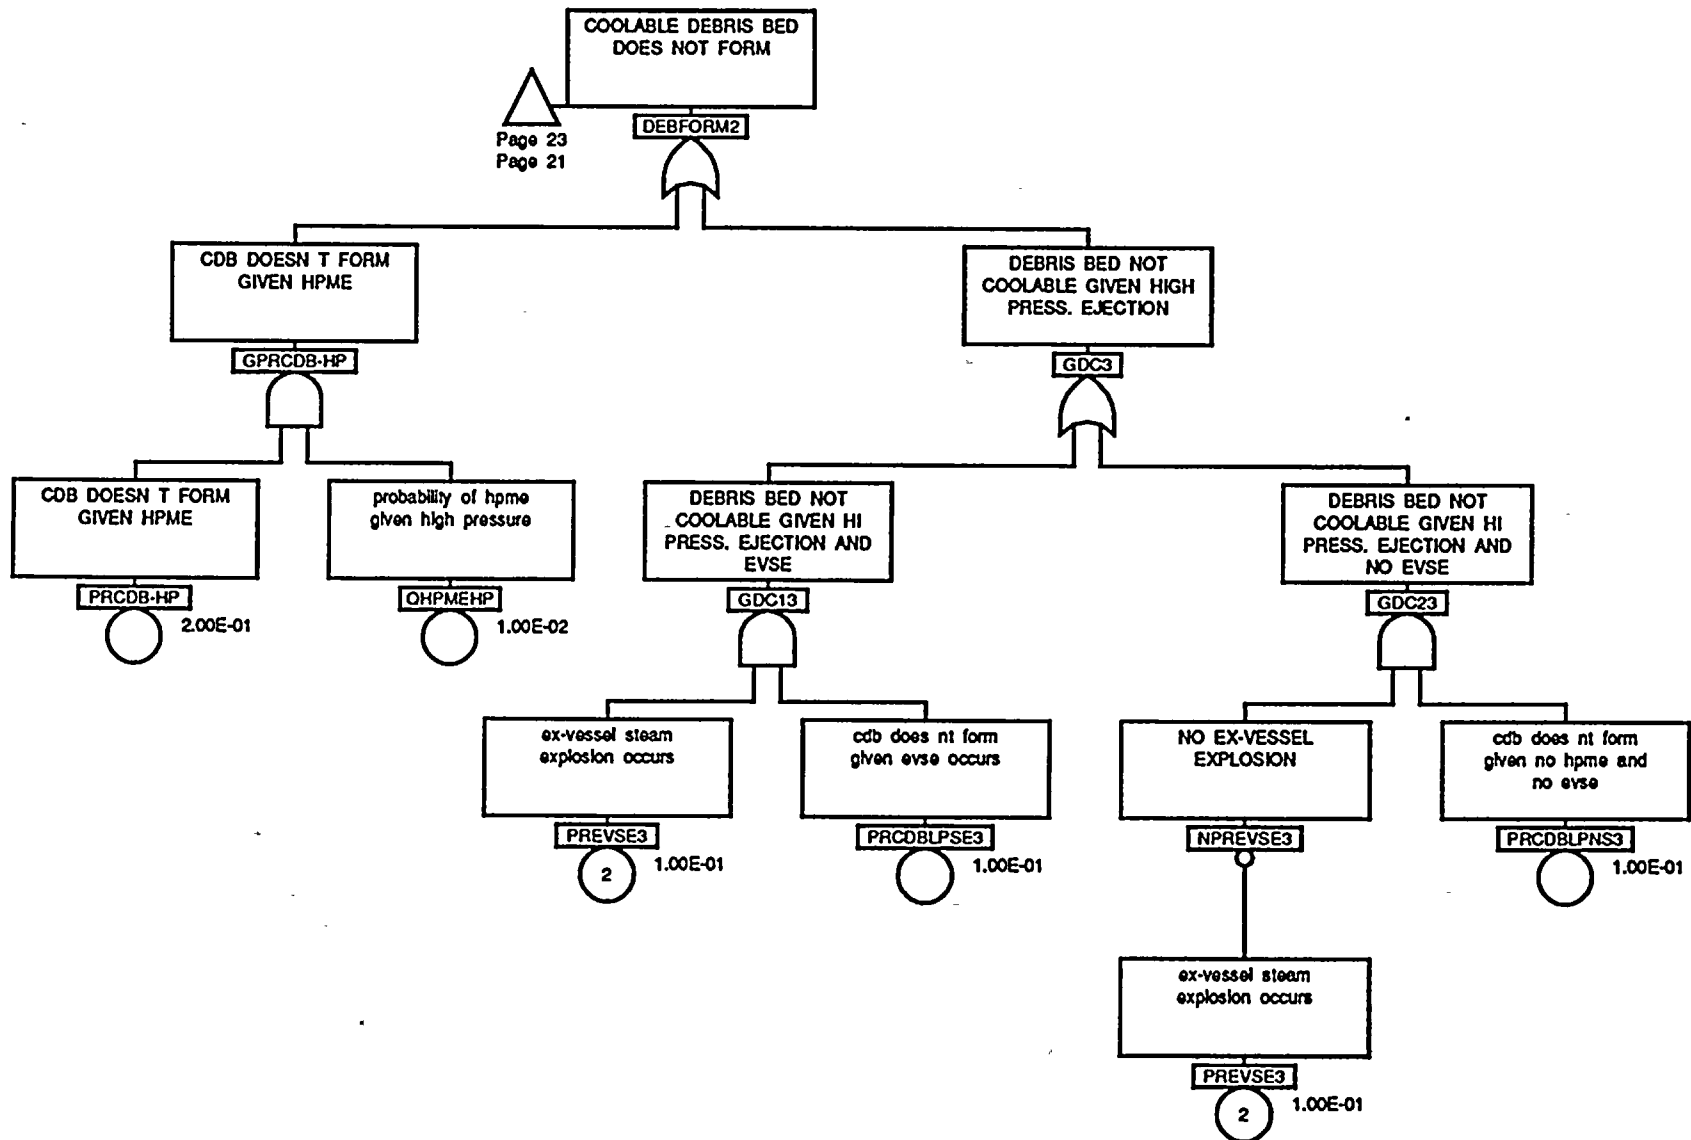 COOLABLE DEBRIS BED
DOES NOT FORM
Page 23
Page 21
DEBFORM2
CDB DOESN T FORM
GIVEN HPME
GPRCDB-HP
DEBRIS BED NOT
COOLABLE GIVEN HIGH
PRESS. EJECTION
GDC3
CDB DOESN T FORM
GIVEN HPME
PRCDB-HP
2.00E-01
probability of hpme
given high pressure
QHPMEHP
1.00E-02
DEBRIS BED NOT
COOLABLE GIVEN HI
PRESS. EJECTION AND
EVSE
GDC13
DEBRIS BED NOT
COOLABLE GIVEN HI
PRESS. EJECTION AND
NO EVSE
GDC23
ex-vessel steam
explosion occurs
PREVSE3
1.00E-01
2
cdb does nt form
given evse occurs
PRCDBLPSE3
1.00E-01
NO EX-VESSEL
EXPLOSION
NPREVSE3
cdb does nt form
given no hpme and
no evse
PRCDBLPNS3
1.00E-01
ex-vessel steam
explosion occurs
PREVSE3
1.00E-01
2